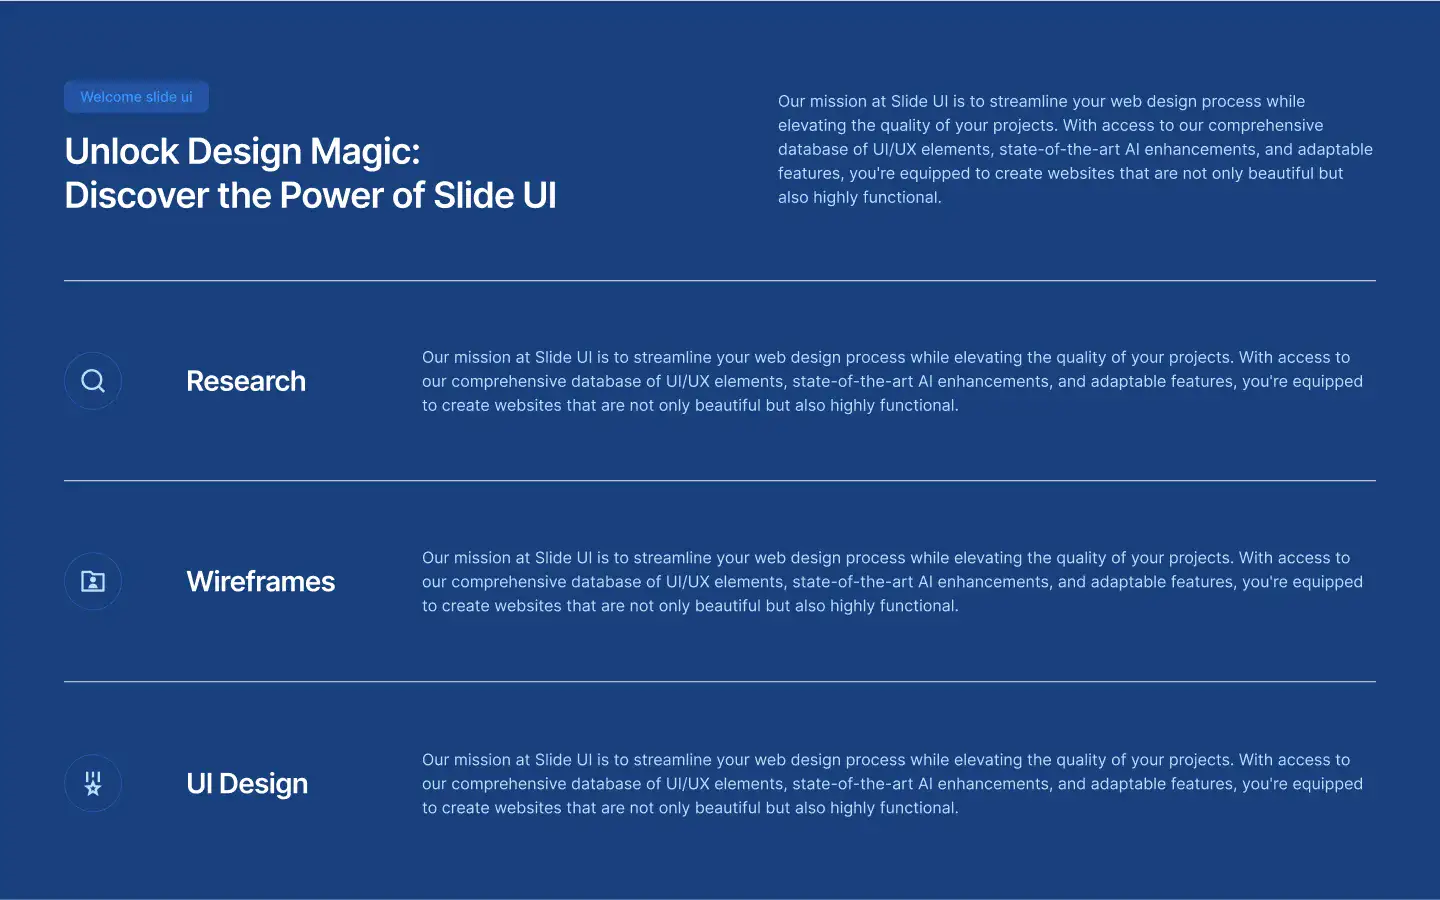 Welcome slide ui
Unlock Design Magic:
Discover the Power of Slide UI
Our mission at Slide UI is to streamline your web design process while
elevating the quality of your projects. With access to our comprehensive
database of UI/UX elements, state-of-the-art AI enhancements, and adaptable
features, you're equipped to create websites that are not only beautiful but
also highly functional.
Research
Our mission at Slide UI is to streamline your web design process while elevating the quality of your projects. With access to
our comprehensive database of UI/UX elements, state-of-the-art AI enhancements, and adaptable features, you're equipped
to create websites that are not only beautiful but also highly functional.
Wireframes
Our mission at Slide UI is to streamline your web design process while elevating the quality of your projects. With access to
our comprehensive database of UI/UX elements, state-of-the-art AI enhancements, and adaptable features, you're equipped
to create websites that are not only beautiful but also highly functional.
UI Design
Our mission at Slide UI is to streamline your web design process while elevating the quality of your projects. With access to
our comprehensive database of UI/UX elements, state-of-the-art AI enhancements, and adaptable features, you're equipped
to create websites that are not only beautiful but also highly functional.